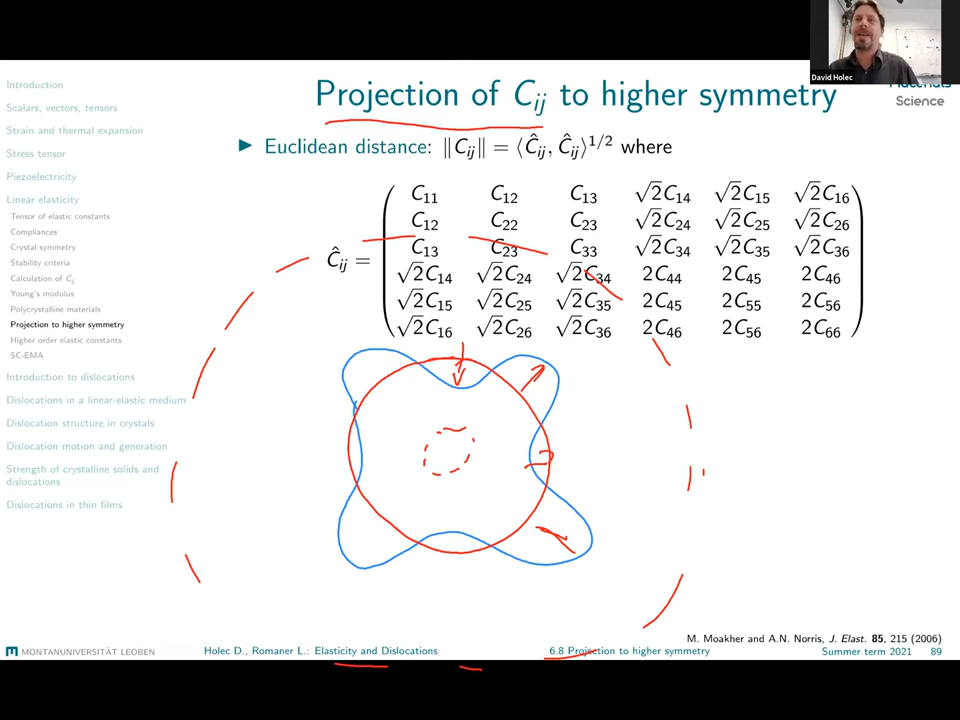 David Holec
Materials
Science
Introduction
Scalars, vectors, tensors
Strain and thermal expansion
Stress tensor
Piezoelectricity
Linear elasticity
Tensor of elastic constants
Compliances
Crystal symmetry
Stability criteria
Calculation of C_ij
Young's modulus
Polycrystalline materials
Projection to higher symmetry
Higher order elastic constants
SC-EMA
Introduction to dislocations
Dislocations in a linear-elastic medium
Dislocation structure in crystals
Dislocation motion and generation
Strength of crystalline solids and
dislocations
Dislocations in thin films
Projection of C_ij to higher symmetry
▶ Euclidean distance: ‖C_ij‖ = ⟨Ĉ_ij, Ĉ_ij⟩^1/2 where
Ĉ_ij =
C₁₁ C₁₂ C₁₃ √2C₁₄ √2C₁₅ √2C₁₆
C₁₂ C₂₂ C₂₃ √2C₂₄ √2C₂₅ √2C₂₆
C₁₃ C₂₃ C₃₃ √2C₃₄ √2C₃₅ √2C₃₆
√2C₁₄ √2C₂₄ √2C₃₄ 2C₄₄ 2C₄₅ 2C₄₆
√2C₁₅ √2C₂₅ √2C₃₅ 2C₄₅ 2C₅₅ 2C₅₆
√2C₁₆ √2C₂₆ √2C₃₆ 2C₄₆ 2C₅₆ 2C₆₆
M. Moakher and A.N. Norris, J. Elast. 85, 215 (2006)
MONTANUNIVERSITÄT LEOBEN
Holec D., Romaner L.: Elasticity and Dislocations
6.8 Projection to higher symmetry
Summer term 2021 89